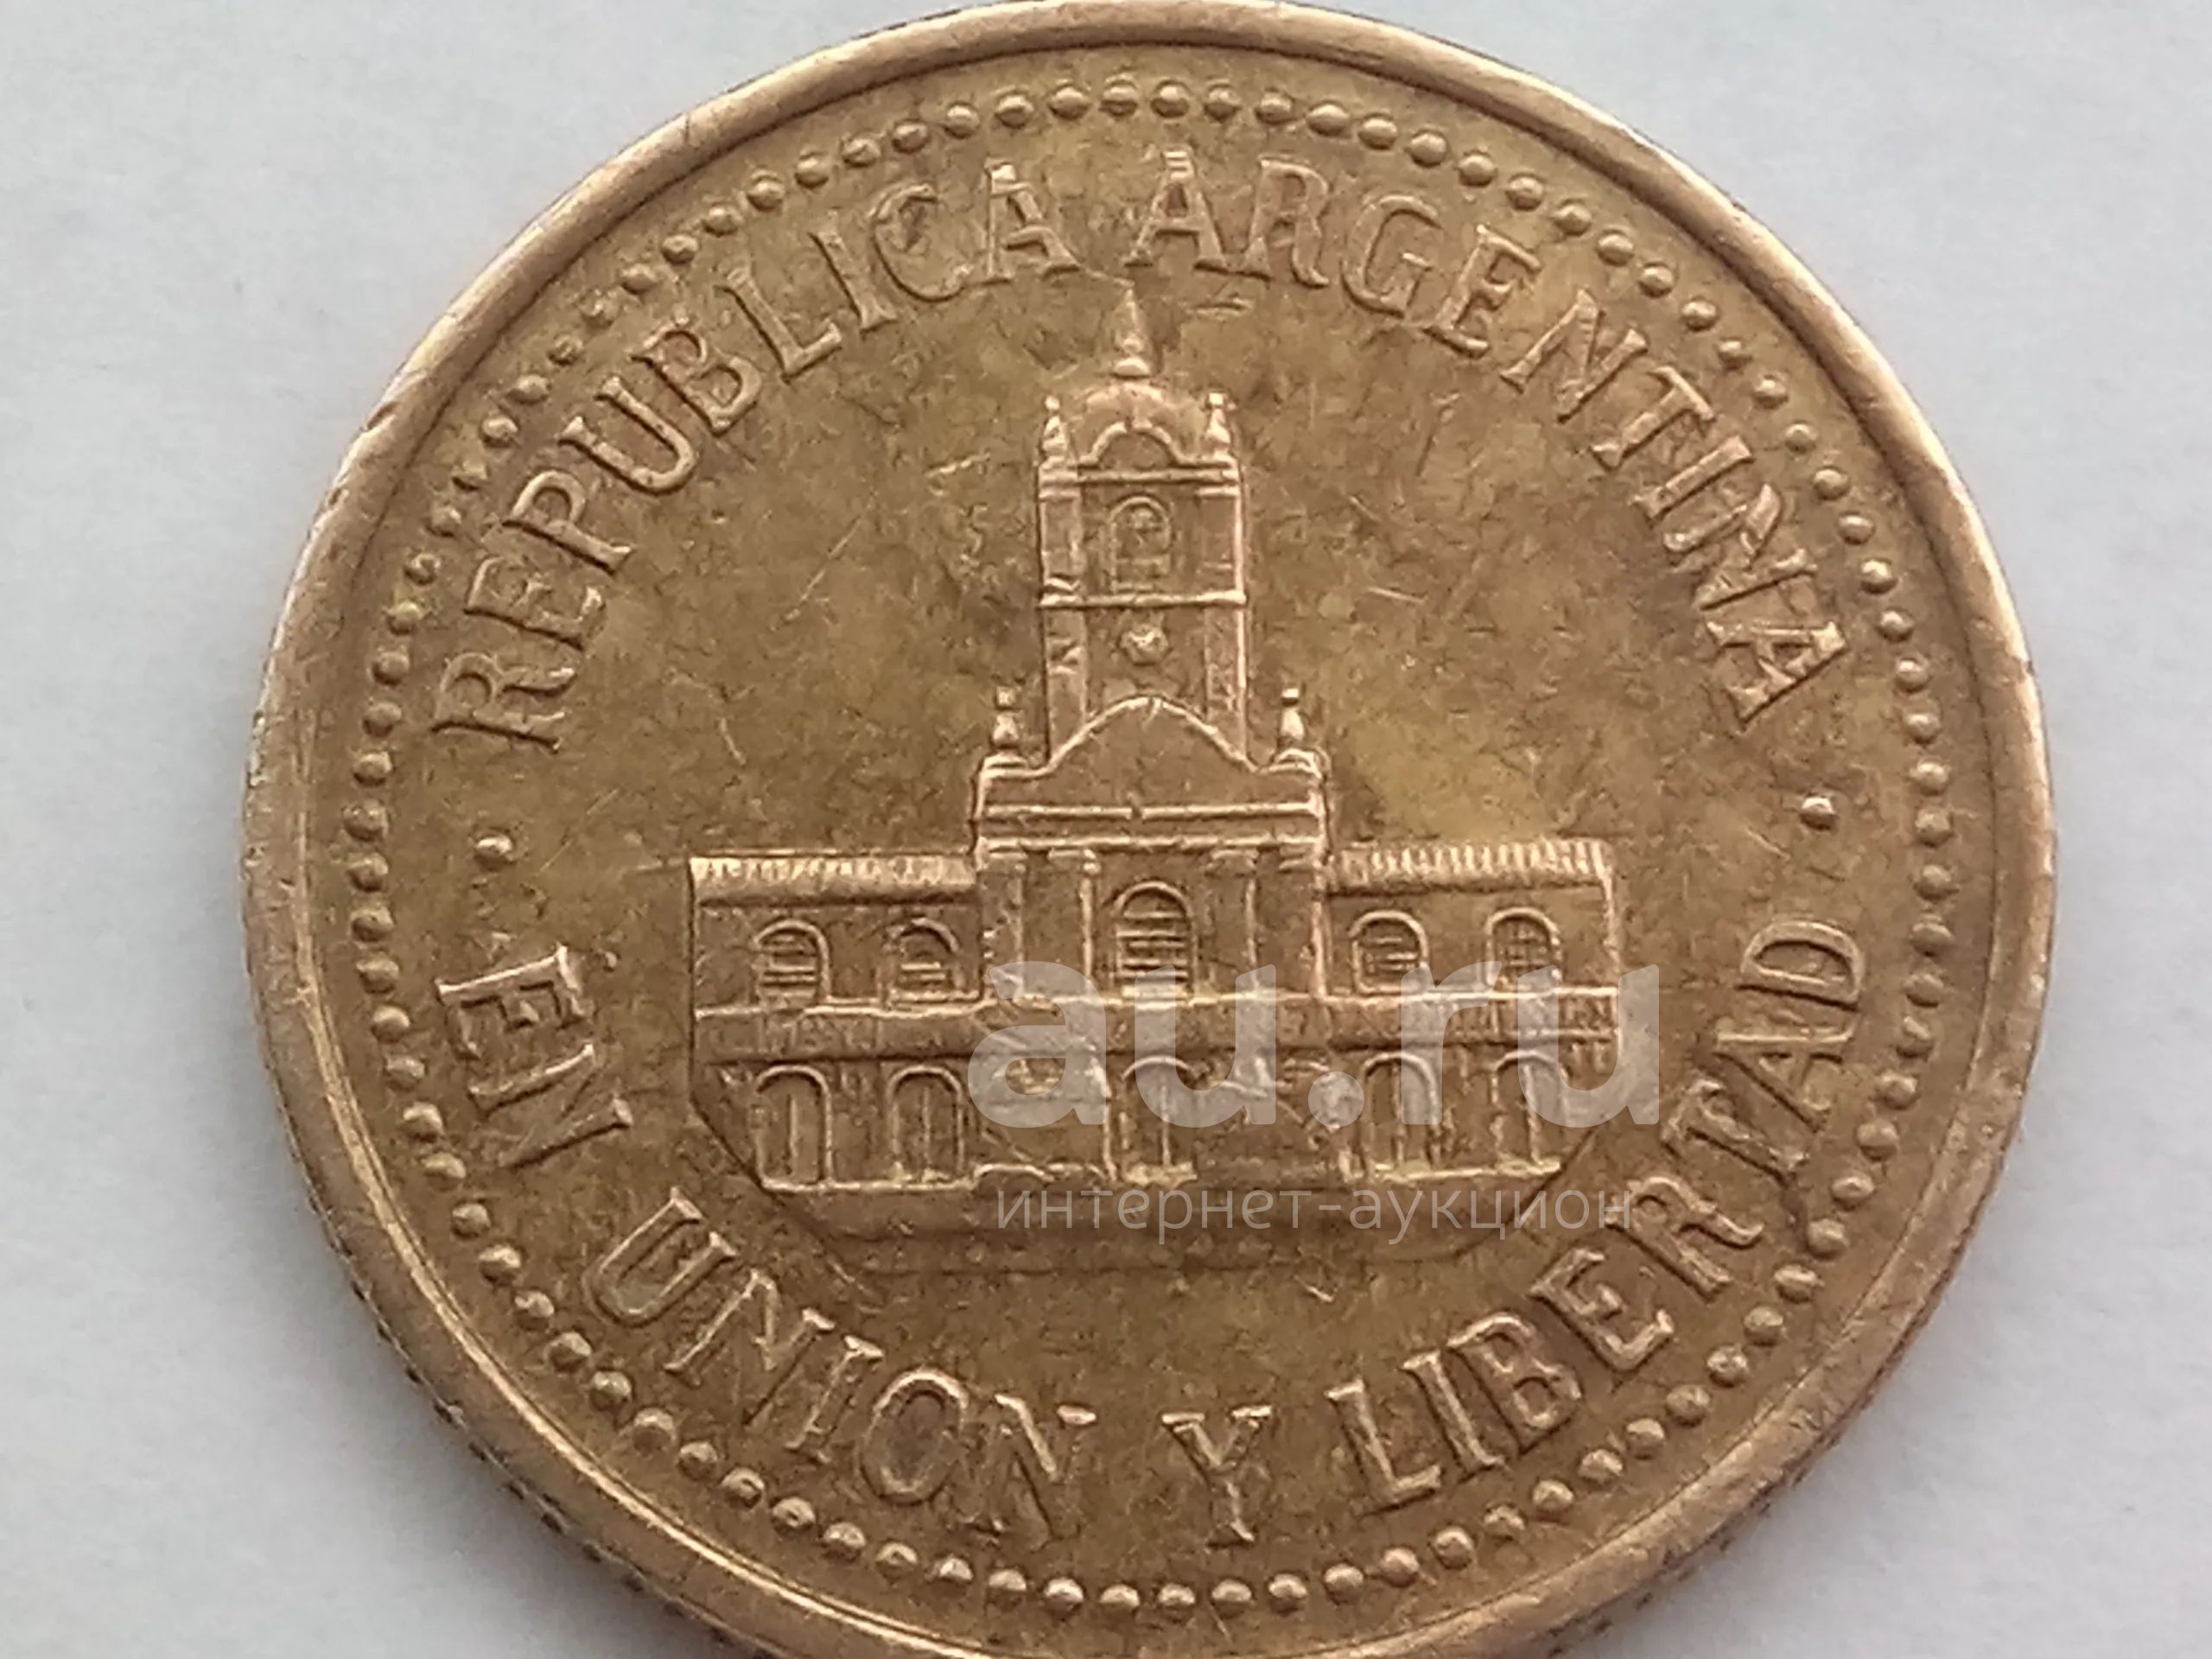 REPUBLICA ARGENTINA
EN UNION Y LIBERTAD
au.ru
интернет-аукцион